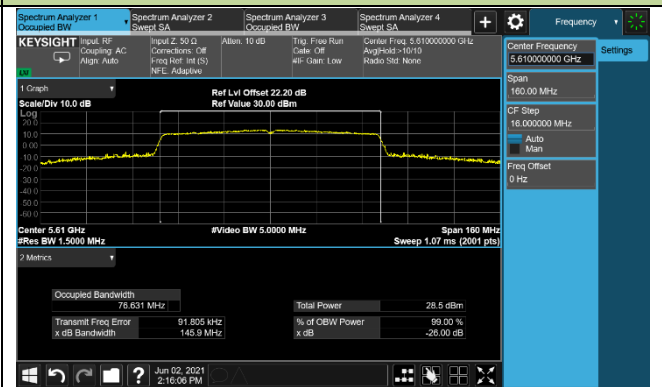 Spectrum Analyzer 1
Occupied BW
Spectrum Analyzer 2
Swept SA
Spectrum Analyzer 3
Occupied BW
Spectrum Analyzer 4
Swept SA
+
Frequency
KEYSIGHT
Input: RF
Coupling: AC
Align: Auto
Input Z: 50 Ω
Corrections: Off
Freq Ref: Int (S)
NFE: Adaptive
Atten: 10 dB
Trig: Free Run
Gate: Off
#IF Gain: Low
Center Freq: 5.610000000 GHz
Avg|Hold:>10/10
Radio Std: None
Center Frequency
5.610000000 GHz
Settings
Span
160.00 MHz
CF Step
16.000000 MHz
Auto
Man
Freq Offset
0 Hz
1 Graph
Scale/Div 10.0 dB
Ref Lvl Offset 22.20 dB
Ref Value 30.00 dBm
Log
20.0
10.0
0.00
-10.0
-20.0
-30.0
-40.0
-50.0
-60.0
Center 5.61 GHz
#Res BW 1.5000 MHz
#Video BW 5.0000 MHz
Span 160 MHz
Sweep 1.07 ms (2001 pts)
2 Metrics
Occupied Bandwidth
76.631 MHz
Total Power 28.5 dBm
Transmit Freq Error 91.805 kHz
% of OBW Power 99.00 %
x dB Bandwidth 145.9 MHz
x dB -26.00 dB
?
Jun 02, 2021
2:16:06 PM